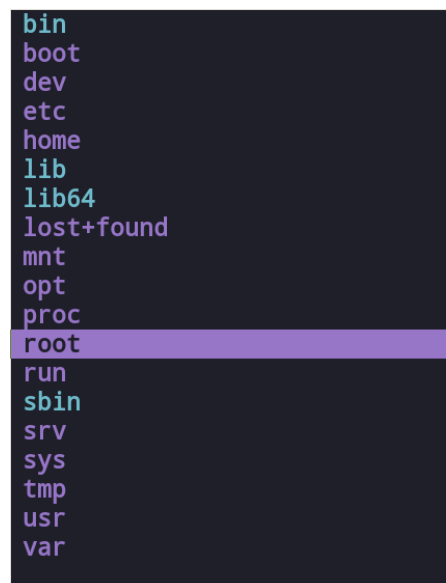 bin
boot
dev
etc
home
lib
lib64
lost+found
mnt
opt
proc
root
run
sbin
srv
sys
tmp
usr
var